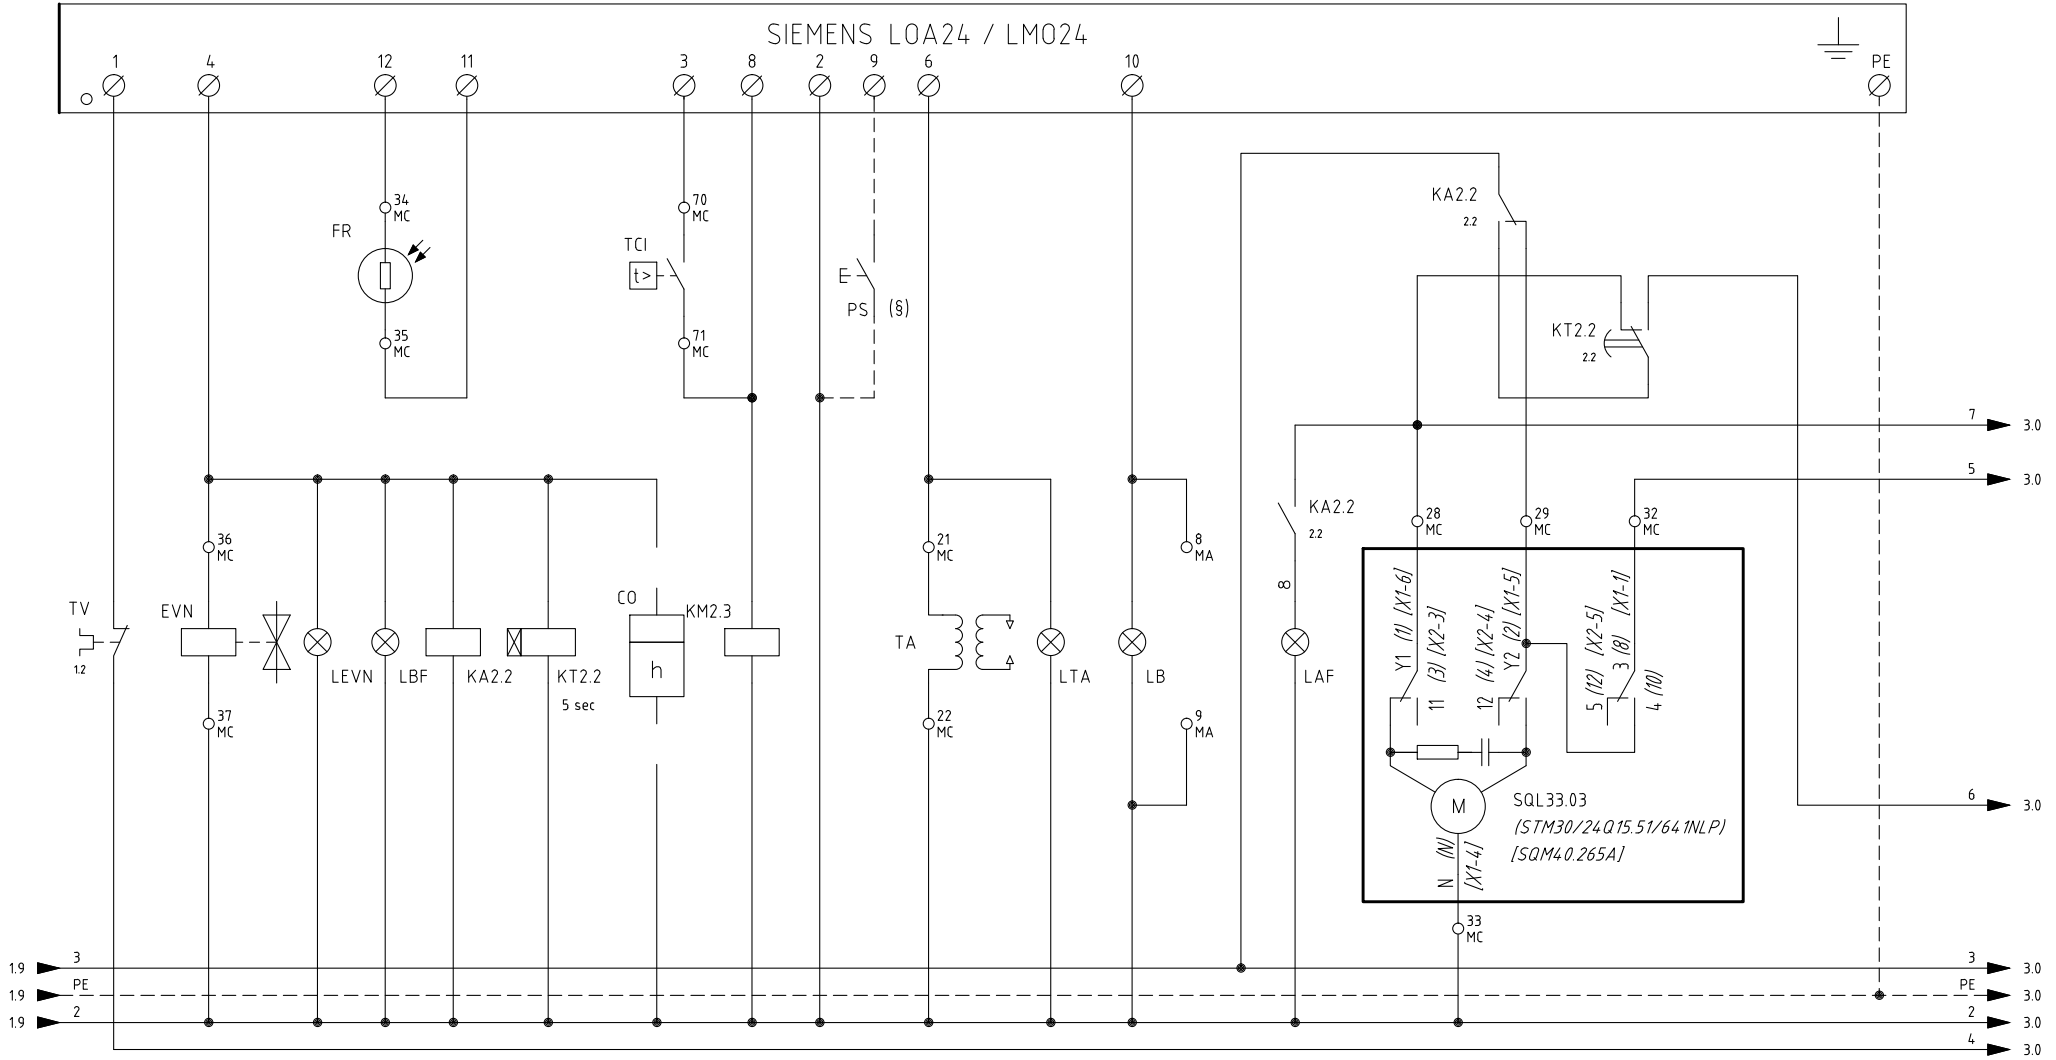 SIEMENS LOA24 / LMO24
1
4
12
11
3
8
2
9
6
10
PE
34
MC
FR
35
MC
70
MC
TCI
t>
71
MC
E
PS (§)
KA2.2
2.2
KT2.2
2.2
7
3.0
5
3.0
36
MC
21
MC
8
MA
KA2.2
2.2
28
MC
29
MC
32
MC
8
TV
1.2
EVN
LEVN
LBF
KA2.2
KT2.2
5 sec
CO
h
KM2.3
TA
LTA
LB
LAF
37
MC
22
MC
9
MA
Y1 (1) [X1-6]
11 (3) [X2-3]
12 (4) [X2-4]
Y2 (2) [X1-5]
5 (12) [X2-5]
3 (8) [X1-1]
4 (10)
M
SQL33.03
(STM30/24Q15.51/641NLP)
[SQM40.265A]
N (N)
[X1-4]
6
3.0
33
MC
1.9
3
3
3.0
1.9
PE
PE
3.0
1.9
2
2
3.0
4
3.0